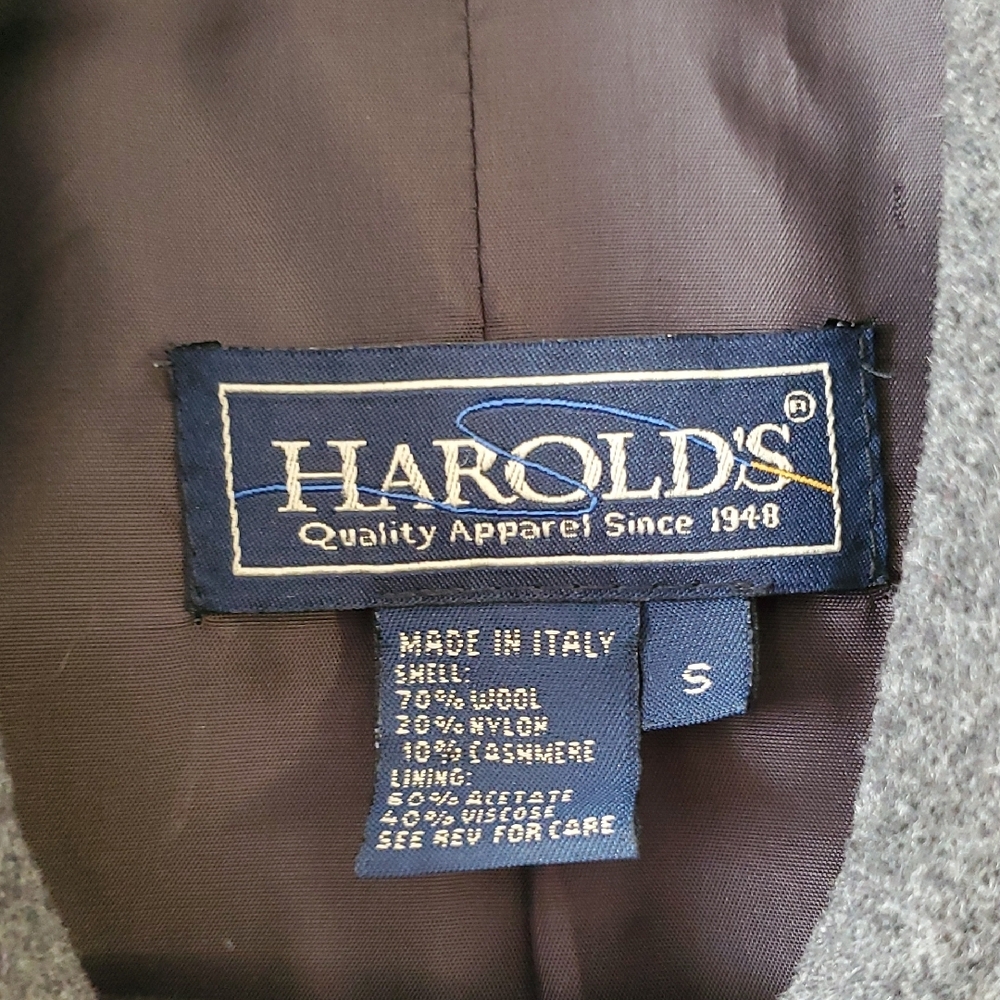 HAROLD'S®
Quality Apparel Since 1948
MADE IN ITALY
SHELL:
70% WOOL
20% NYLON
10% CASHMERE
LINING:
60% ACETATE
40% VISCOSE
SEE REV FOR CARE
S